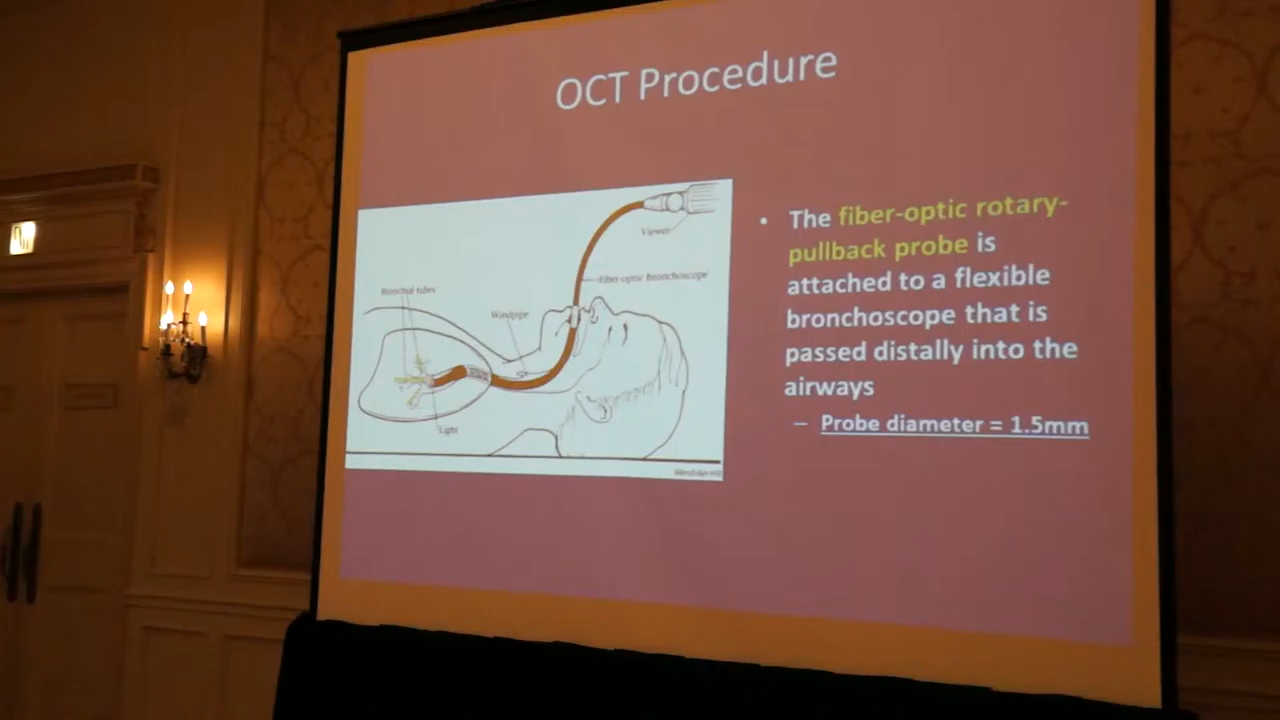 OCT Procedure
• The fiber-optic rotary-
pullback probe is
attached to a flexible
bronchoscope that is
passed distally into the
airways
– Probe diameter = 1.5mm
Viewer
Fiber-optic bronchoscope
Bronchial tubes
Windpipe
Light